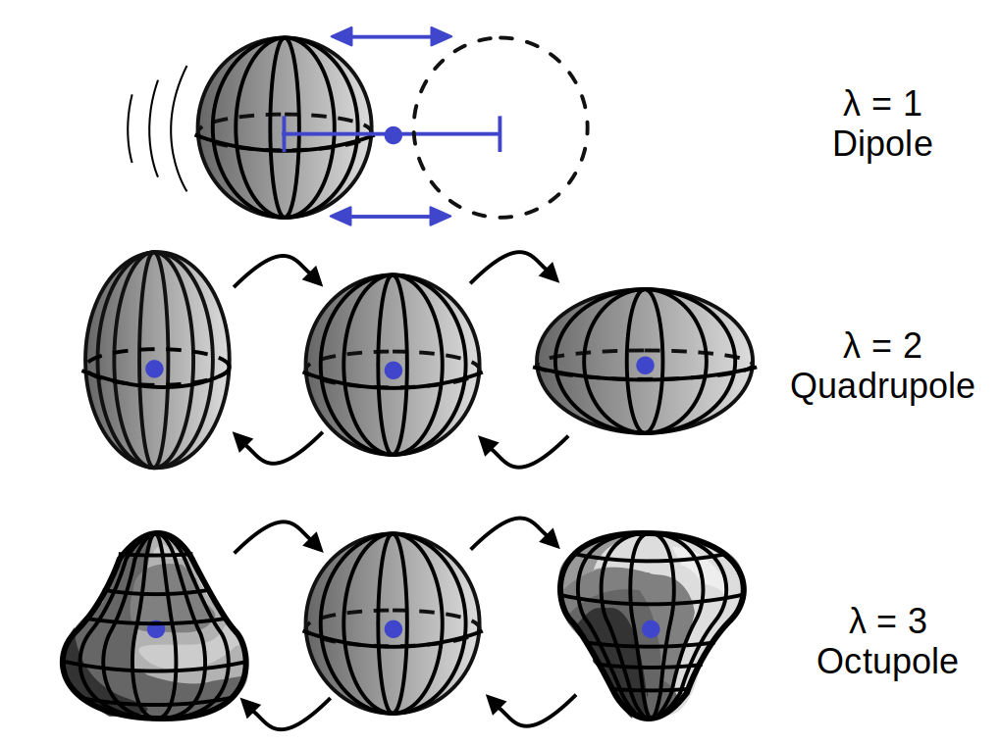 λ = 1
Dipole
λ = 2
Quadrupole
λ = 3
Octupole